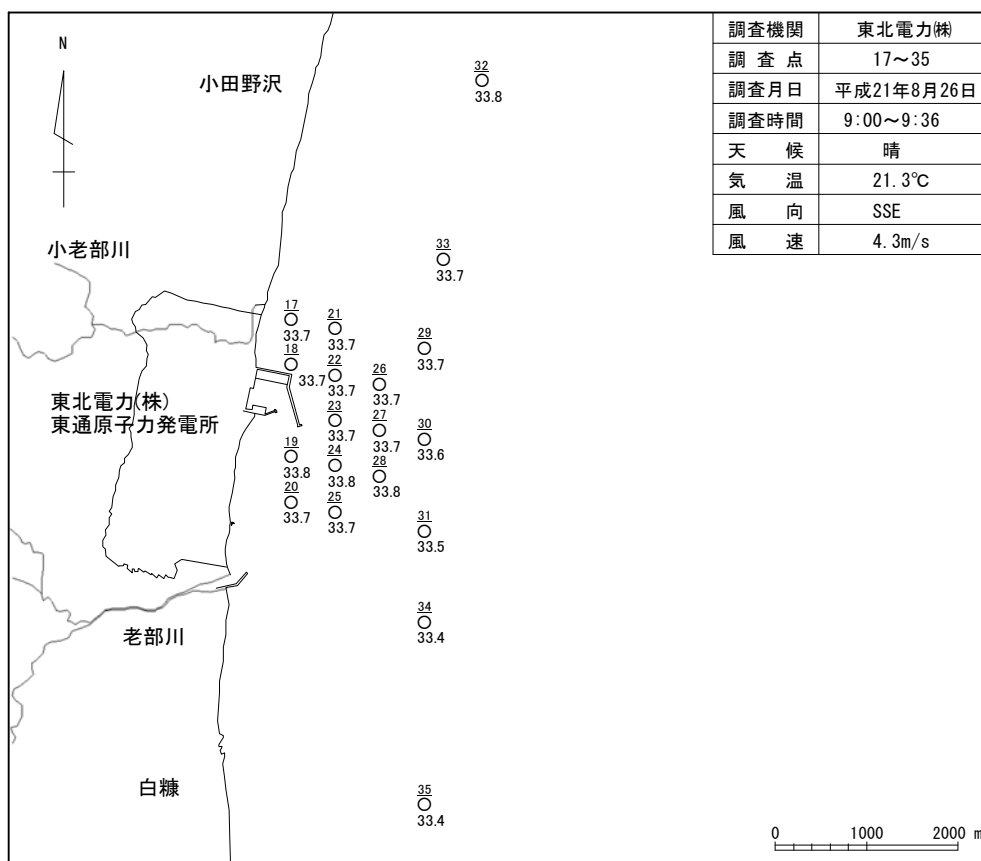 N
小田野沢
小老部川
東北電力(株)
東通原子力発電所
老部川
白糠
調査機関 東北電力㈱
調査点 17～35
調査月日 平成21年8月26日
調査時間 9:00～9:36
天候 晴
気温 21.3℃
風向 SSE
風速 4.3m/s
32
33.8
33
33.7
17
33.7
21
33.7
29
33.7
18
33.7
22
33.7
26
33.7
23
33.7
27
33.7
30
33.6
19
33.8
24
33.8
28
33.8
20
33.7
25
33.7
31
33.5
34
33.4
35
33.4
0 1000 2000 m